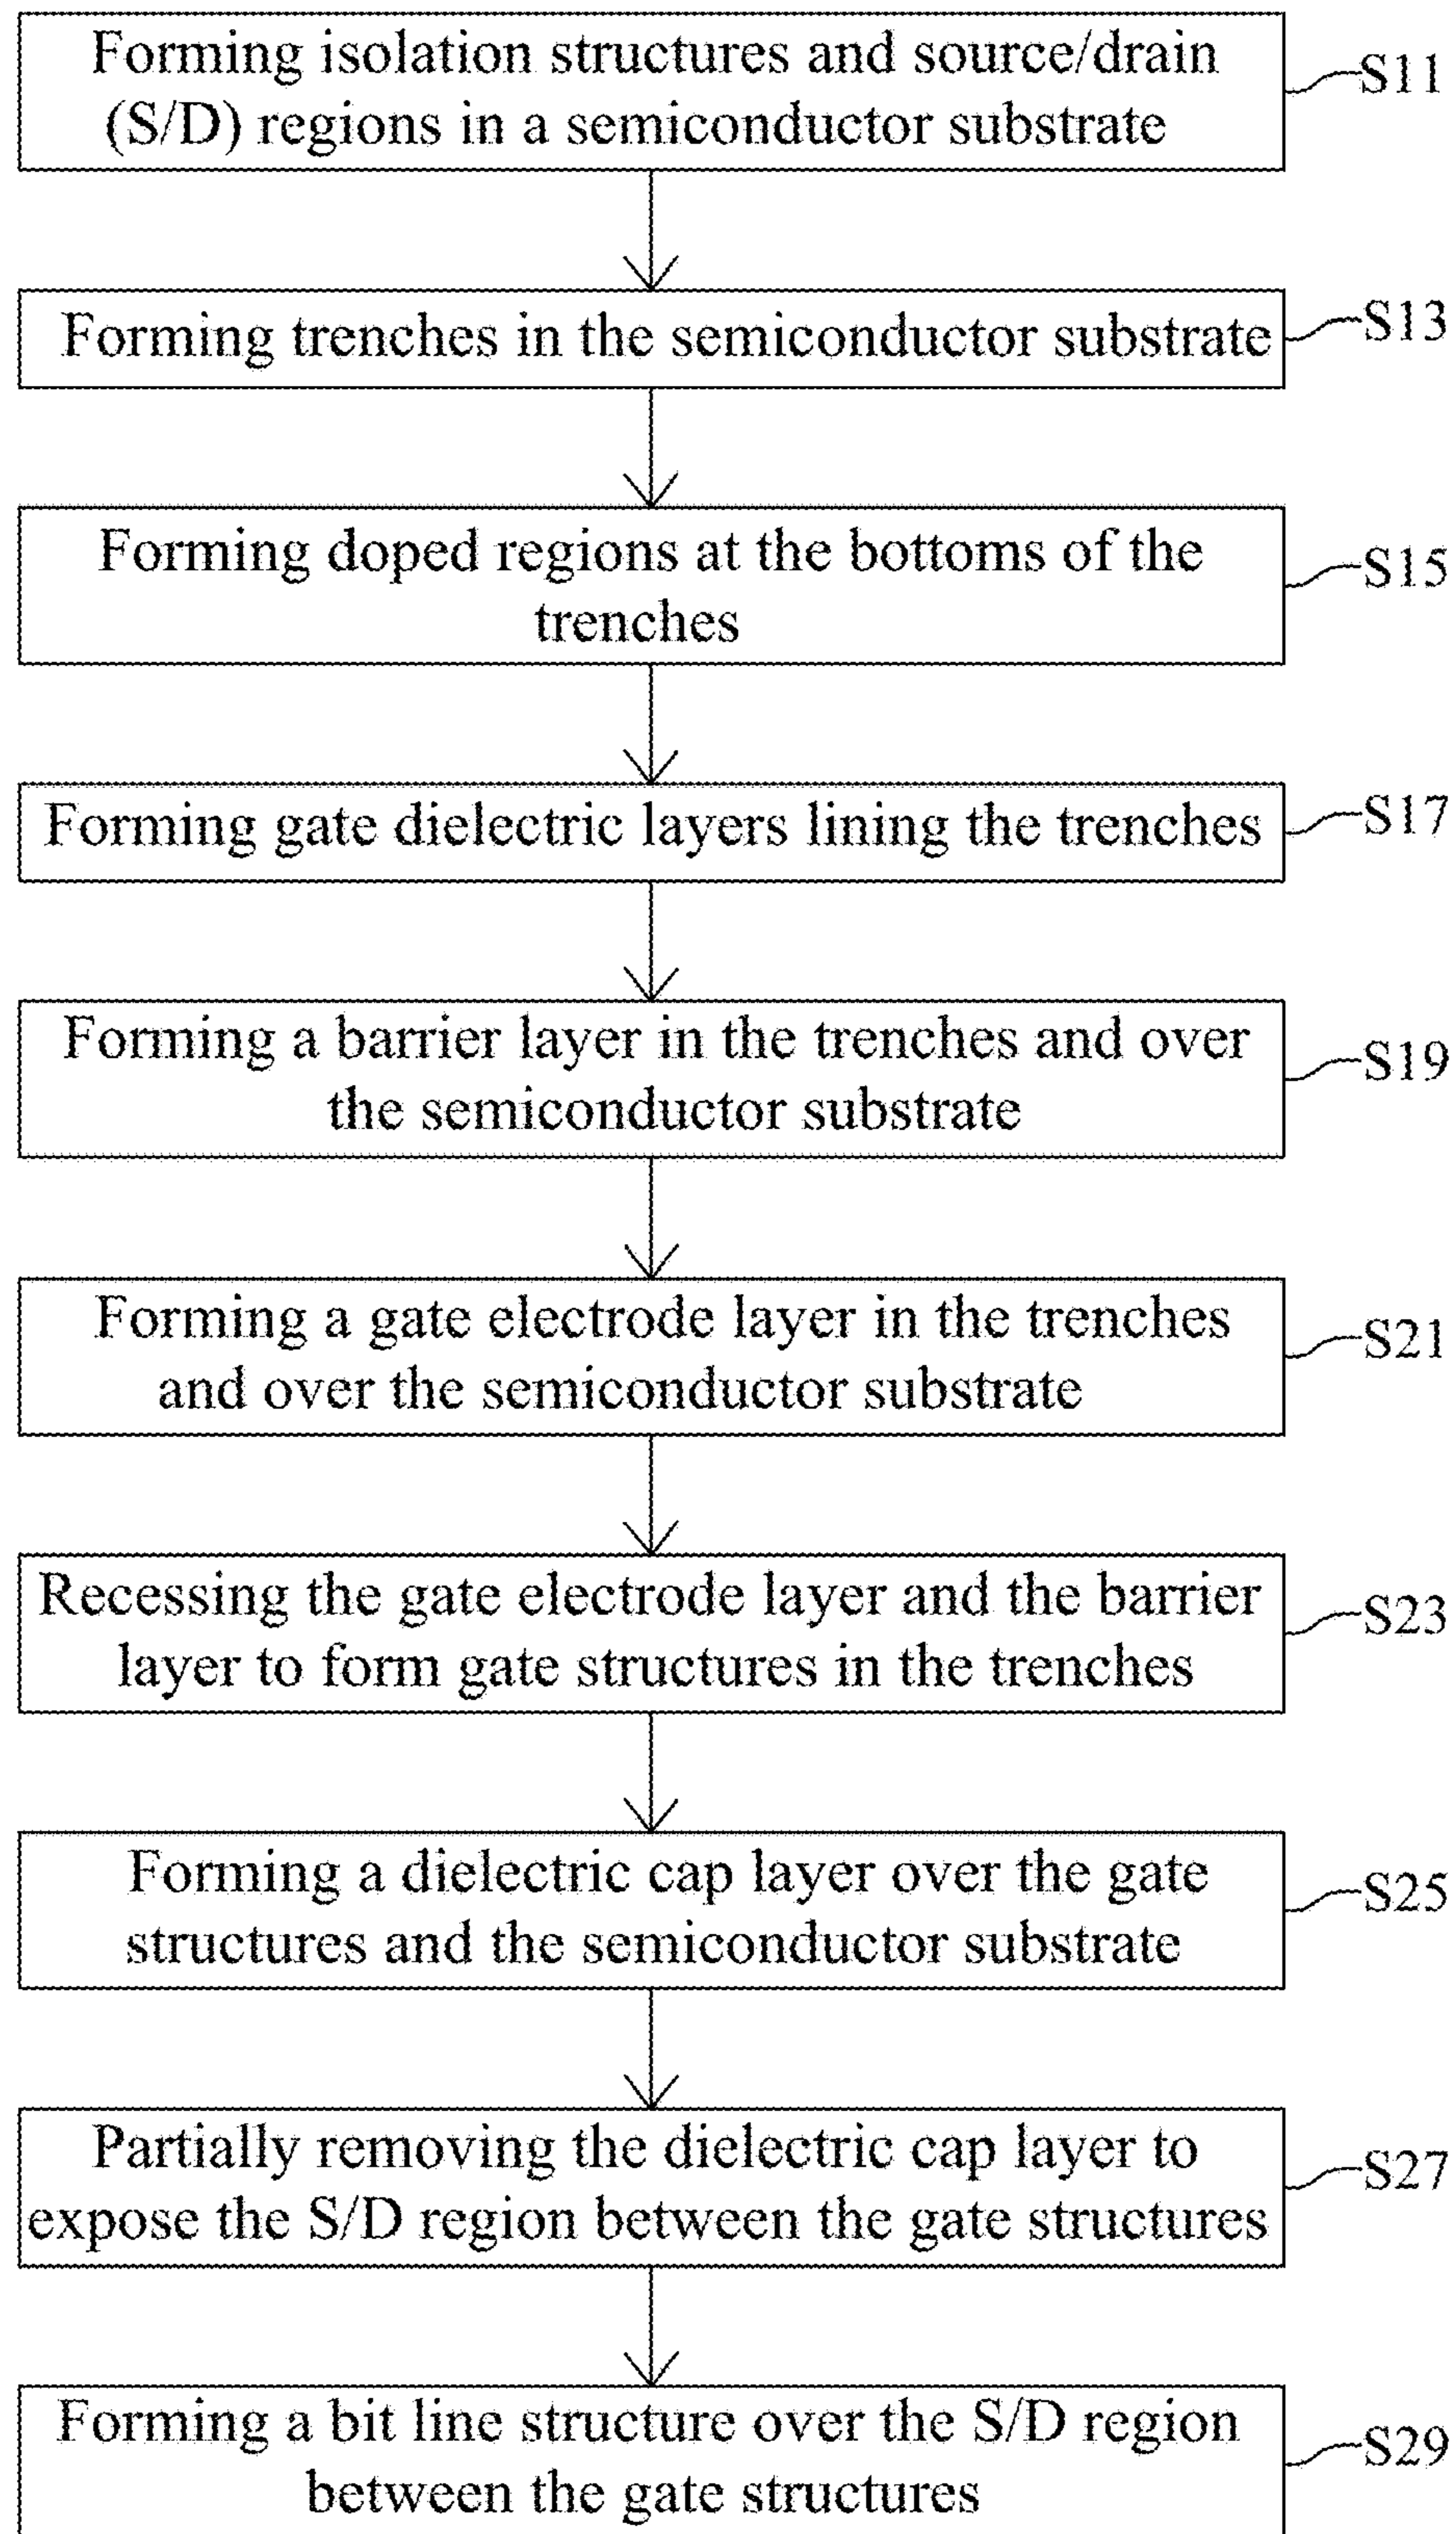 Forming isolation structures and source/drain
(S/D) regions in a semiconductor substrate
S11
Forming trenches in the semiconductor substrate
S13
Forming doped regions at the bottoms of the
trenches
S15
Forming gate dielectric layers lining the trenches
S17
Forming a barrier layer in the trenches and over
the semiconductor substrate
S19
Forming a gate electrode layer in the trenches
and over the semiconductor substrate
S21
Recessing the gate electrode layer and the barrier
layer to form gate structures in the trenches
S23
Forming a dielectric cap layer over the gate
structures and the semiconductor substrate
S25
Partially removing the dielectric cap layer to
expose the S/D region between the gate structures
S27
Forming a bit line structure over the S/D region
between the gate structures
S29